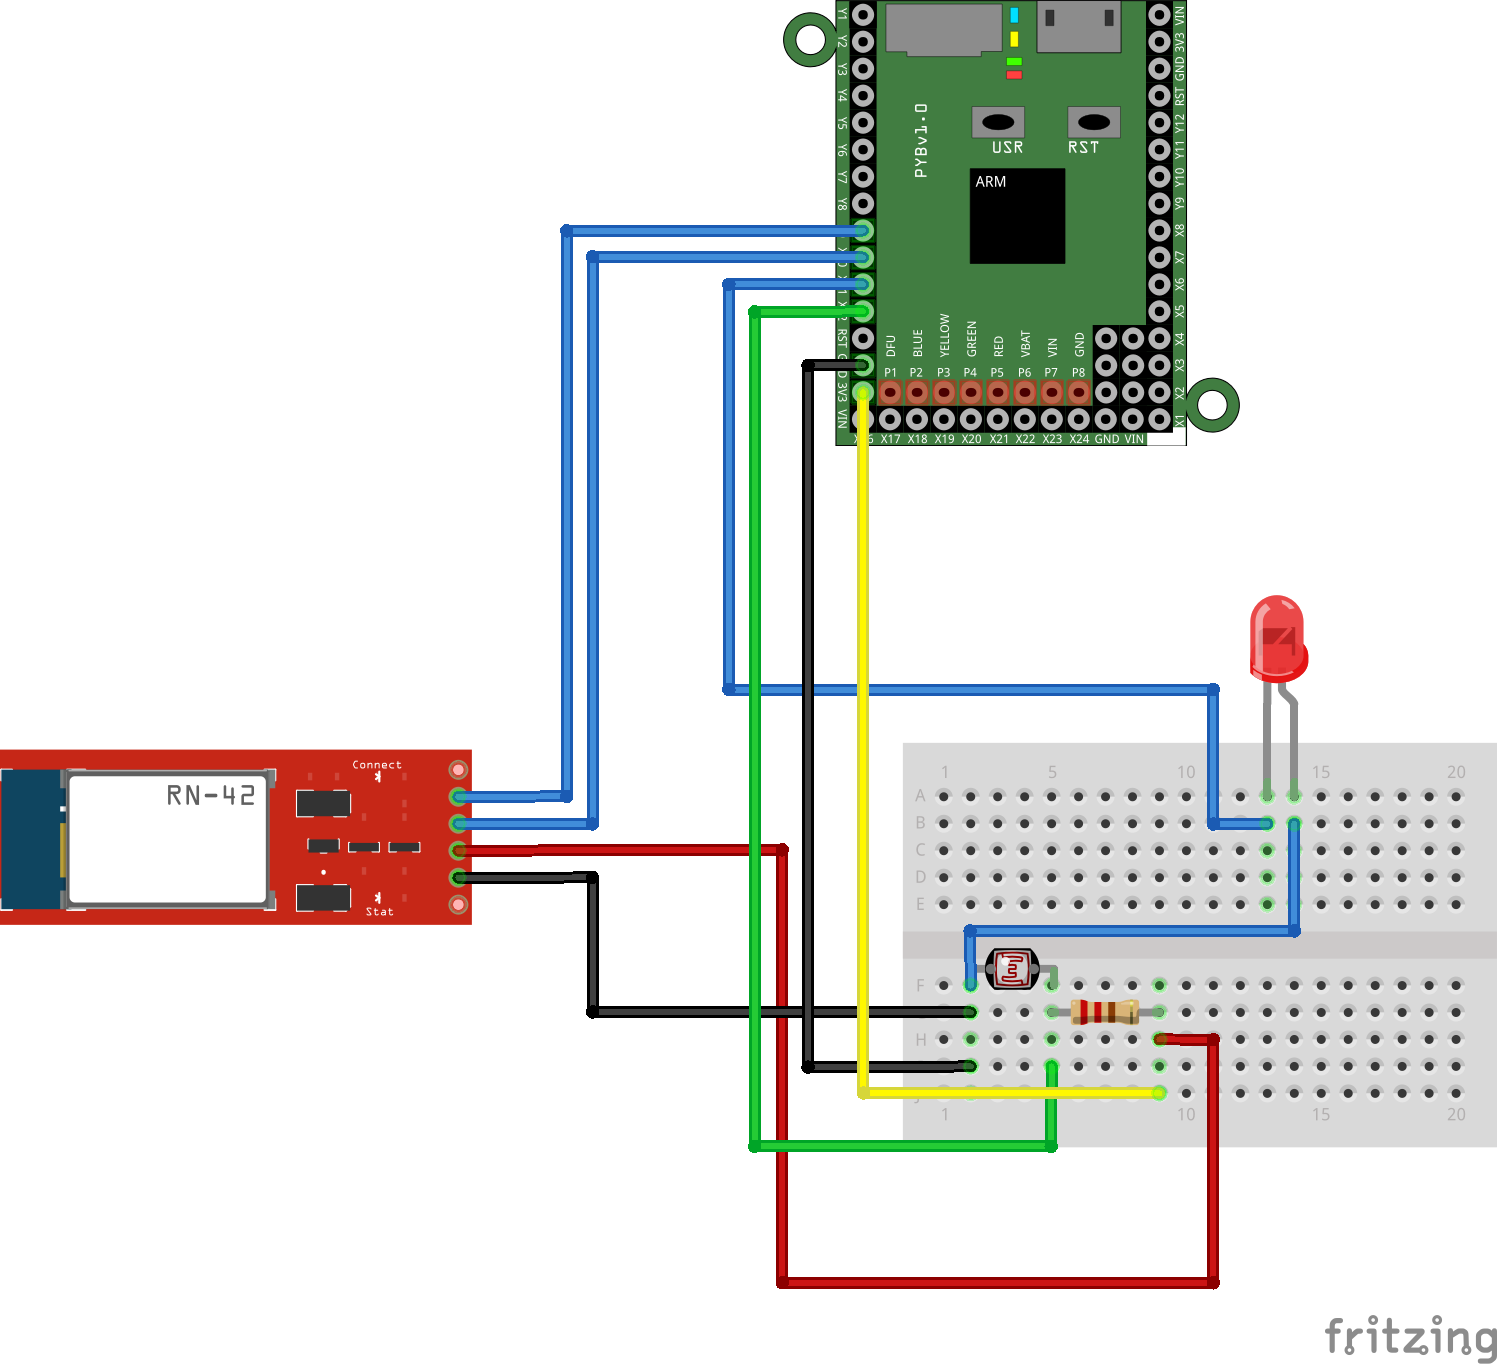 Y1
Y2
Y3
Y4
Y5
Y6
Y7
Y8
RST
3V3
VIN
VIN
3V3
GND
RST
Y12
Y11
Y10
Y9
X8
X7
X6
X5
X4
X3
X2
X1
PYBv1.0
USR RST
ARM
DFU BLUE YELLOW GREEN RED VBAT VIN GND
P1 P2 P3 P4 P5 P6 P7 P8
X17 X18 X19 X20 X21 X22 X23 X24 GND VIN
RN-42
Connect
Stat
1 5 10 15 20
A
B
C
D
E
F
H
1 10 15 20
fritzing